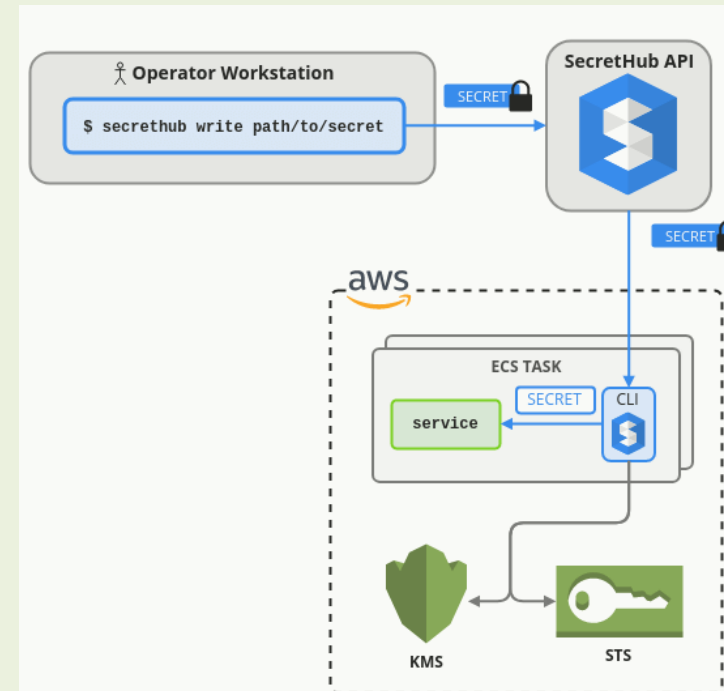 Operator Workstation
$ secrethub write path/to/secret
SECRET
SecretHub API
SECRET
aws
ECS TASK
service
SECRET
CLI
KMS
STS